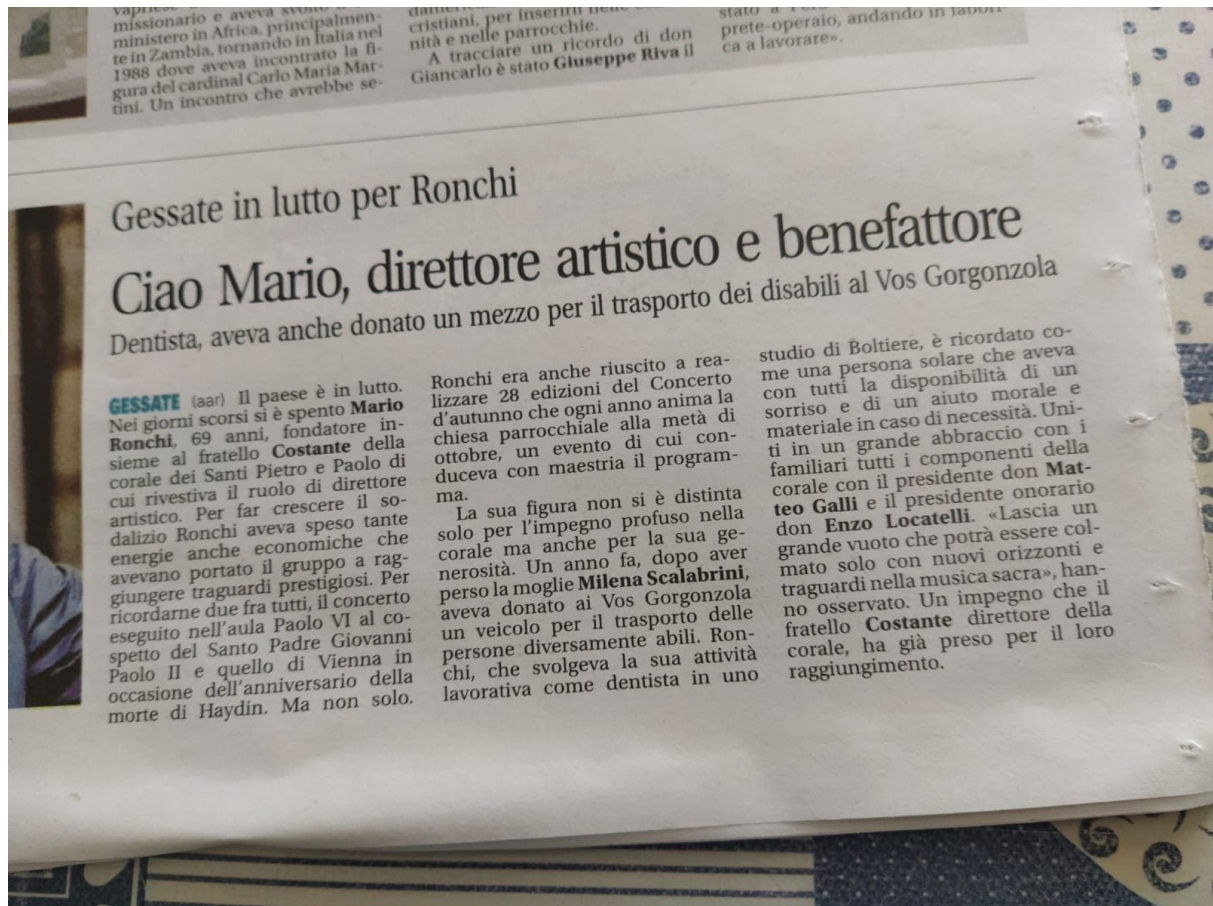 missionario e aveva
ministero in Africa, principalmen-
te in Zambia, tornando in Italia nel
1988 dove aveva incontrato la fi-
gura del cardinal Carlo Maria Mar-
tini. Un incontro che avrebbe se-
cristiani, per inserirli
nità e nelle parrocchie.
A tracciare un ricordo di don
Giancarlo è stato Giuseppe Riva il
prete-operaio, andando in
ca a lavorare».
Gessate in lutto per Ronchi
Ciao Mario, direttore artistico e benefattore
Dentista, aveva anche donato un mezzo per il trasporto dei disabili al Vos Gorgonzola
GESSATE (aar) Il paese è in lutto.
Nei giorni scorsi si è spento Mario
Ronchi, 69 anni, fondatore in-
sieme al fratello Costante della
corale dei Santi Pietro e Paolo di
cui rivestiva il ruolo di direttore
artistico. Per far crescere il so-
dalizio Ronchi aveva speso tante
energie anche economiche che
avevano portato il gruppo a rag-
giungere traguardi prestigiosi. Per
ricordarne due fra tutti, il concerto
eseguito nell'aula Paolo VI al co-
spetto del Santo Padre Giovanni
Paolo II e quello di Vienna in
occasione dell'anniversario della
morte di Haydin. Ma non solo.
Ronchi era anche riuscito a rea-
lizzare 28 edizioni del Concerto
d'autunno che ogni anno anima la
chiesa parrocchiale alla metà di
ottobre, un evento di cui con-
duceva con maestria il program-
ma.
La sua figura non si è distinta
solo per l'impegno profuso nella
corale ma anche per la sua ge-
nerosità. Un anno fa, dopo aver
perso la moglie Milena Scalabrini,
aveva donato ai Vos Gorgonzola
un veicolo per il trasporto delle
persone diversamente abili. Ron-
chi, che svolgeva la sua attività
lavorativa come dentista in uno
studio di Boltiere, è ricordato co-
me una persona solare che aveva
con tutti la disponibilità di un
sorriso e di un aiuto morale e
materiale in caso di necessità. Uni-
ti in un grande abbraccio con i
familiari tutti i componenti della
corale con il presidente don Mat-
teo Galli e il presidente onorario
don Enzo Locatelli. «Lascia un
grande vuoto che potrà essere col-
mato solo con nuovi orizzonti e
traguardi nella musica sacra», han-
no osservato. Un impegno che il
fratello Costante direttore della
corale, ha già preso per il loro
raggiungimento.